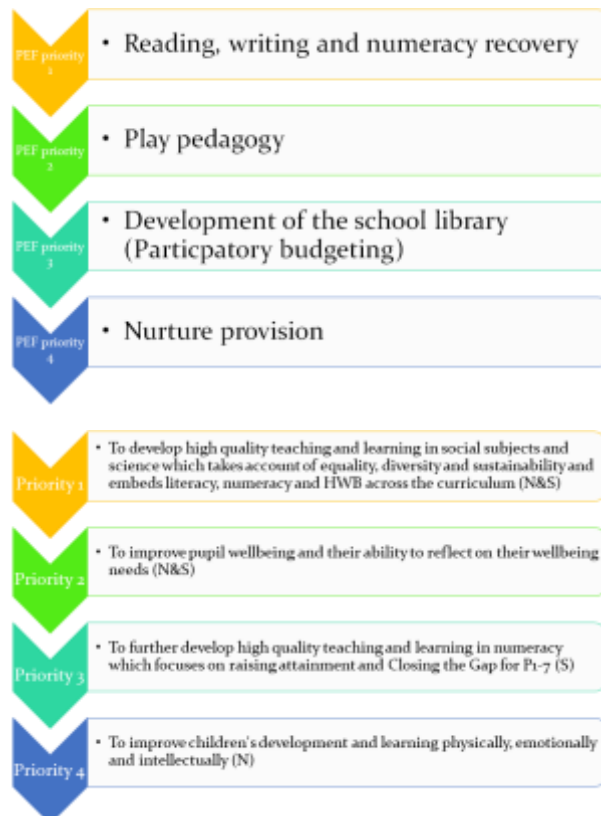 PEF priority
1
• Reading, writing and numeracy recovery
PEF priority
2
• Play pedagogy
PEF priority
3
• Development of the school library
(Particpatory budgeting)
PEF priority
4
• Nurture provision
Priority 1
• To develop high quality teaching and learning in social subjects and
science which takes account of equality, diversity and sustainability and
embeds literacy, numeracy and HWB across the curriculum (N&S)
Priority 2
• To improve pupil wellbeing and their ability to reflect on their wellbeing
needs (N&S)
Priority 3
• To further develop high quality teaching and learning in numeracy
which focuses on raising attainment and Closing the Gap for P1-7 (S)
Priority 4
• To improve children's development and learning physically, emotionally
and intellectually (N)